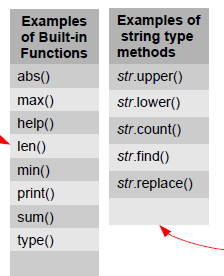 Examples
of Built-in
Functions
abs()
max()
help()
len()
min()
print()
sum()
type()
Examples of
string type
methods
str.upper()
str.lower()
str.count()
str.find()
str.replace()